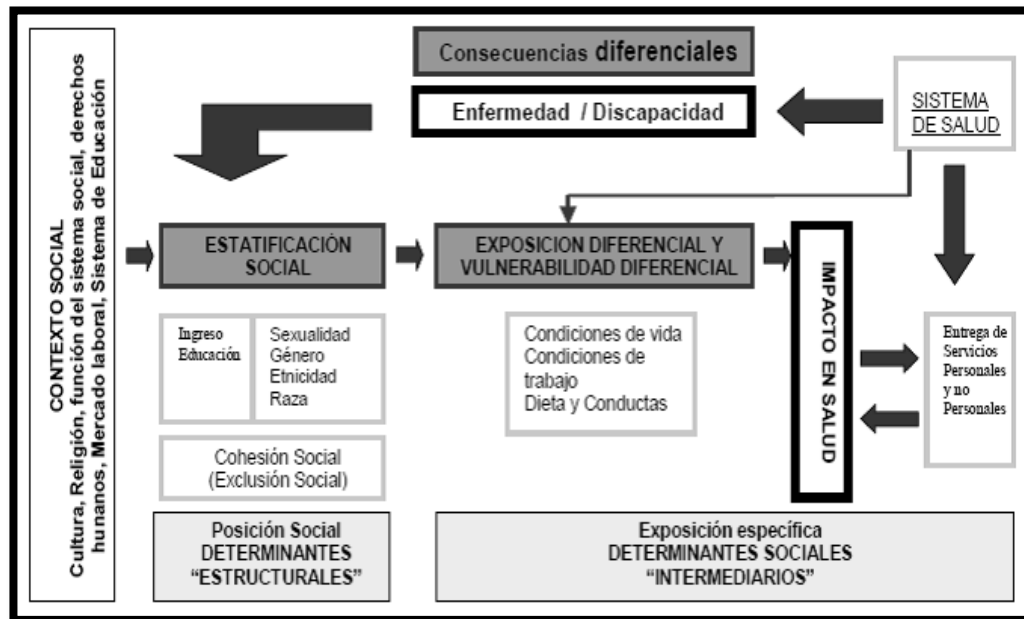 CONTEXTO SOCIAL
Cultura, Religión, función del sistema social, derechos
hunanos, Mercado laboral, Sistema de Educación
Consecuencias diferenciales
Enfermedad / Discapacidad
SISTEMA
DE SALUD
ESTATIFICACIÓN
SOCIAL
EXPOSICION DIFERENCIAL Y
VULNERABILIDAD DIFERENCIAL
IMPACTO EN SALUD
Ingreso
Educación
Sexualidad
Género
Etnicidad
Raza
Condiciones de vida
Condiciones de
trabajo
Dieta y Conductas
Entrega de
Servicios
Personales
y no
Personales
Cohesión Social
(Exclusión Social)
Posición Social
DETERMINANTES
“ESTRUCTURALES”
Exposición específica
DETERMINANTES SOCIALES
“INTERMEDIARIOS”